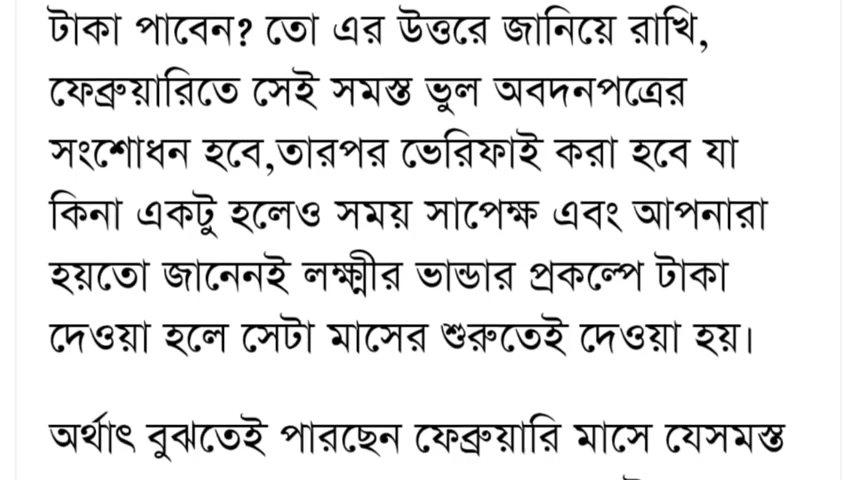 টাকা পাবেন? তো এর উত্তরে জানিয়ে রাখি,
ফেব্রুয়ারিতে সেই সমস্ত ভুল অবদনপত্রের
সংশোধন হবে,তারপর ভেরিফাই করা হবে যা
কিনা একটু হলেও সময় সাপেক্ষ এবং আপনারা
হয়তো জানেনই লক্ষ্মীর ভান্ডার প্রকল্পে টাকা
দেওয়া হলে সেটা মাসের শুরুতেই দেওয়া হয়।
অর্থাৎ বুঝতেই পারছেন ফেব্রুয়ারি মাসে যেসমস্ত